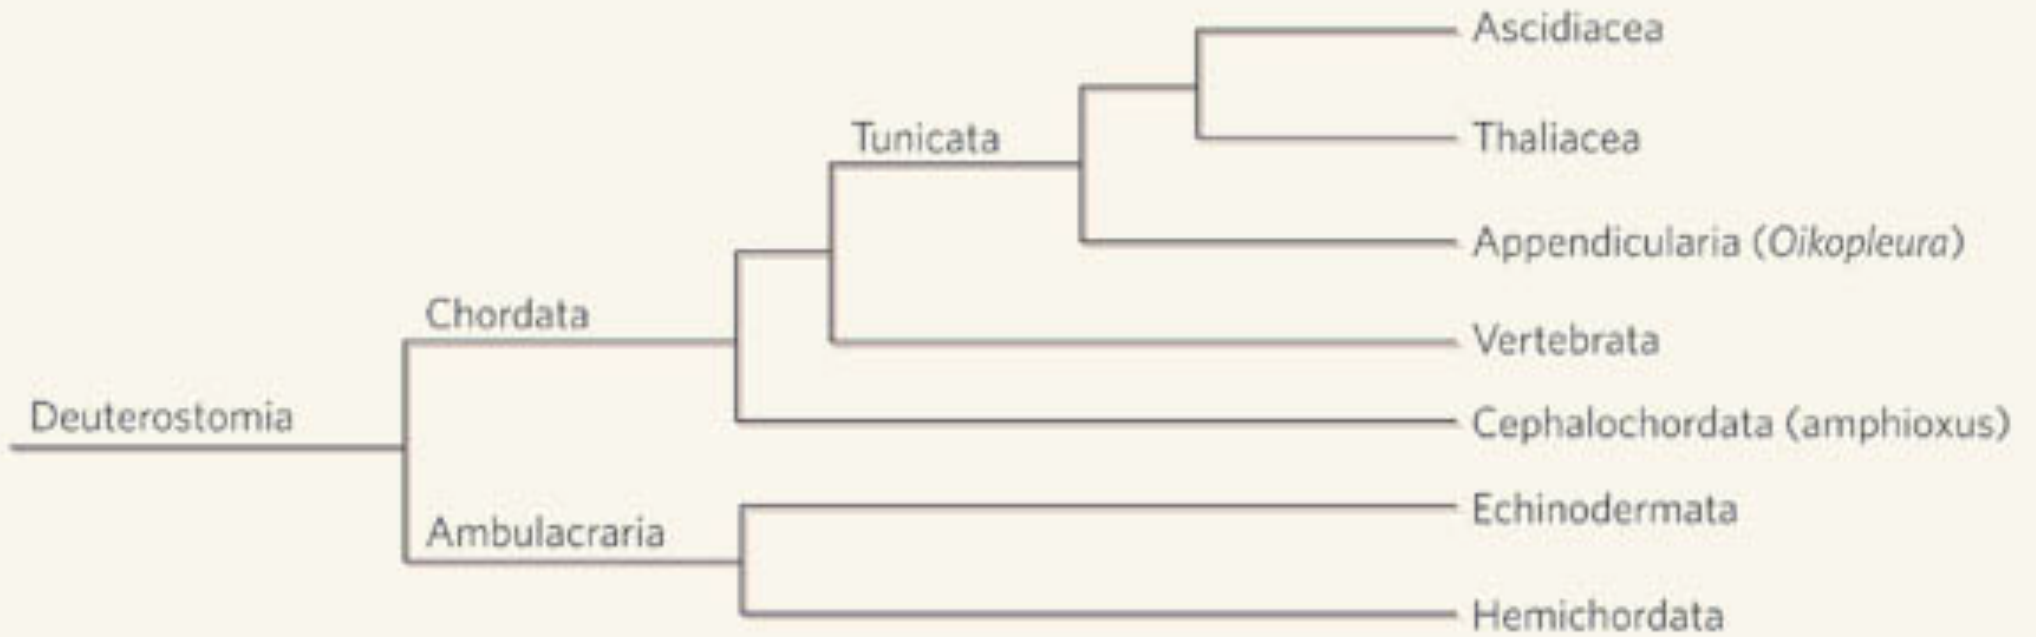 Ascidiacea
Tunicata
Thaliacea
Appendicularia (Oikopleura)
Chordata
Vertebrata
Deuterostomia
Cephalochordata (amphioxus)
Ambulacraria
Echinodermata
Hemichordata